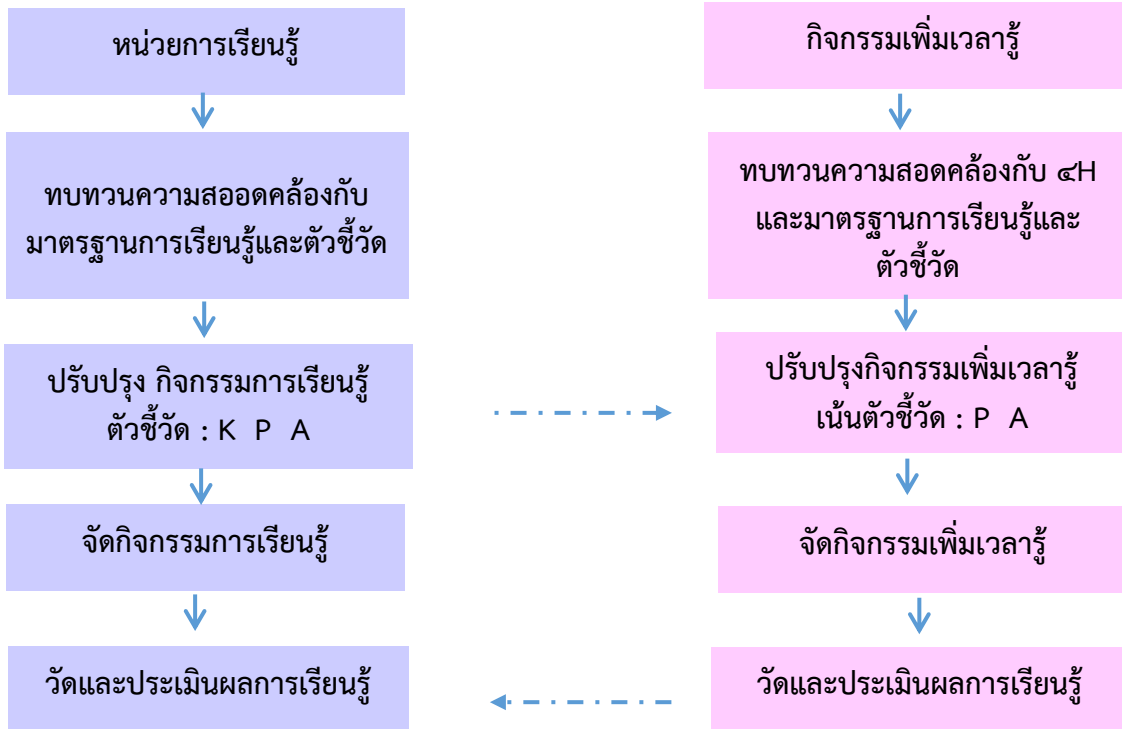 หน่วยการเรียนรู้
ทบทวนความสออดคล้องกับ
มาตรฐานการเรียนรู้และตัวชี้วัด
ปรับปรุง กิจกรรมการเรียนรู้
ตัวชี้วัด : K P A
จัดกิจกรรมการเรียนรู้
วัดและประเมินผลการเรียนรู้
กิจกรรมเพิ่มเวลารู้
ทบทวนความสอดคล้องกับ ๔H
และมาตรฐานการเรียนรู้และ
ตัวชี้วัด
ปรับปรุงกิจกรรมเพิ่มเวลารู้
เน้นตัวชี้วัด : P A
จัดกิจกรรมเพิ่มเวลารู้
วัดและประเมินผลการเรียนรู้